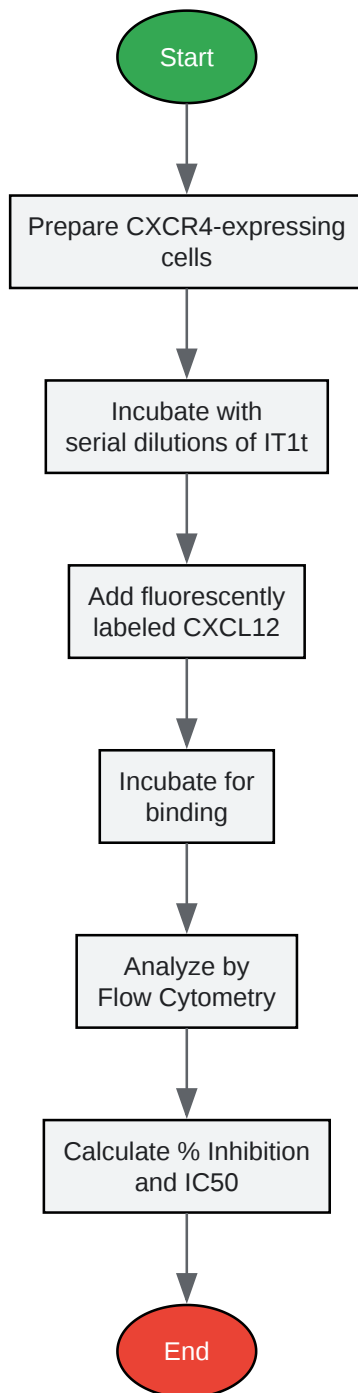 Start
Prepare CXCR4-expressing
cells
Incubate with
serial dilutions of IT1t
Add fluorescently
labeled CXCL12
Incubate for
binding
Analyze by
Flow Cytometry
Calculate % Inhibition
and IC50
End